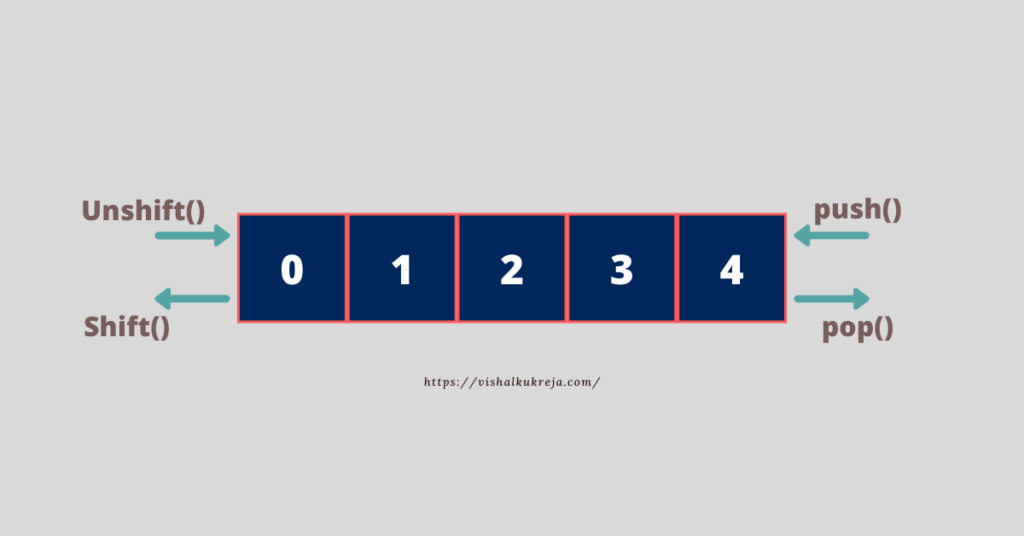 Unshift()
push()
0 1 2 3 4
Shift()
pop()
https://vishalkukreja.com/